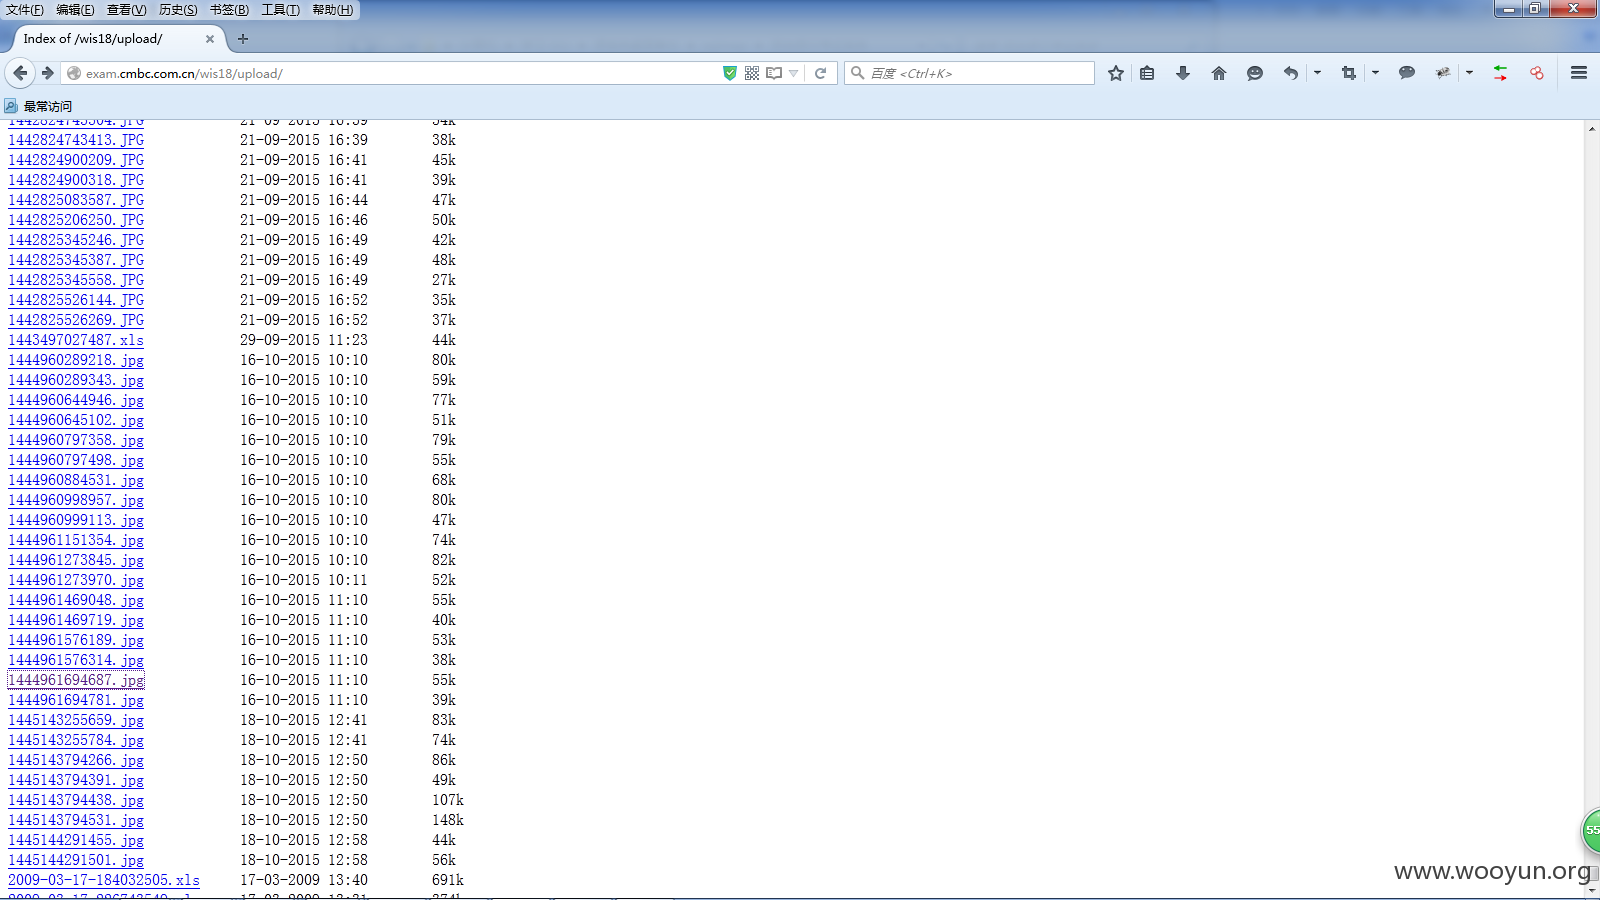 文件(F) 编辑(E) 查看(V) 历史(S) 书签(B) 工具(T) 帮助(H)
Index of /wis18/upload/
exam.cmbc.com.cn/wis18/upload/
百度 <Ctrl+K>
最常访问
1442824743304.JPG 21-09-2015 16:39 34k
1442824743413.JPG 21-09-2015 16:39 38k
1442824900209.JPG 21-09-2015 16:41 45k
1442824900318.JPG 21-09-2015 16:41 39k
1442825083587.JPG 21-09-2015 16:44 47k
1442825206250.JPG 21-09-2015 16:46 50k
1442825345246.JPG 21-09-2015 16:49 42k
1442825345387.JPG 21-09-2015 16:49 48k
1442825345558.JPG 21-09-2015 16:49 27k
1442825526144.JPG 21-09-2015 16:52 35k
1442825526269.JPG 21-09-2015 16:52 37k
1443497027487.xls 29-09-2015 11:23 44k
1444960289218.jpg 16-10-2015 10:10 80k
1444960289343.jpg 16-10-2015 10:10 59k
1444960644946.jpg 16-10-2015 10:10 77k
1444960645102.jpg 16-10-2015 10:10 51k
1444960797358.jpg 16-10-2015 10:10 79k
1444960797498.jpg 16-10-2015 10:10 55k
1444960884531.jpg 16-10-2015 10:10 68k
1444960998957.jpg 16-10-2015 10:10 80k
1444960999113.jpg 16-10-2015 10:10 47k
1444961151354.jpg 16-10-2015 10:10 74k
1444961273845.jpg 16-10-2015 10:10 82k
1444961273970.jpg 16-10-2015 10:11 52k
1444961469048.jpg 16-10-2015 11:10 55k
1444961469719.jpg 16-10-2015 11:10 40k
1444961576189.jpg 16-10-2015 11:10 53k
1444961576314.jpg 16-10-2015 11:10 38k
1444961694687.jpg 16-10-2015 11:10 55k
1444961694781.jpg 16-10-2015 11:10 39k
1445143255659.jpg 18-10-2015 12:41 83k
1445143255784.jpg 18-10-2015 12:41 74k
1445143794266.jpg 18-10-2015 12:50 86k
1445143794391.jpg 18-10-2015 12:50 49k
1445143794438.jpg 18-10-2015 12:50 107k
1445143794531.jpg 18-10-2015 12:50 148k
1445144291455.jpg 18-10-2015 12:58 44k
1445144291501.jpg 18-10-2015 12:58 56k
2009-03-17-184032505.xls 17-03-2009 13:40 691k
55
www.wooyun.org